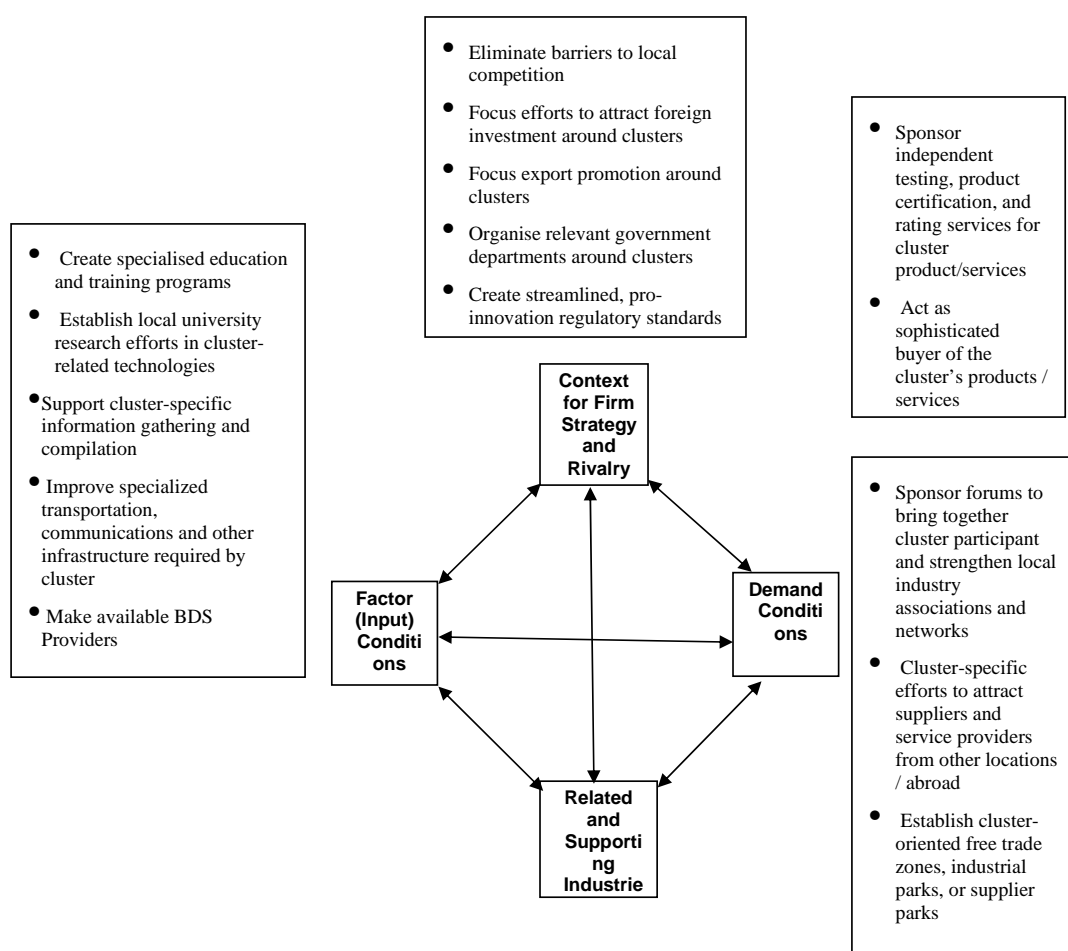 • Eliminate barriers to local
competition
• Focus efforts to attract foreign
investment around clusters
• Focus export promotion around
clusters
• Organise relevant government
departments around clusters
• Create streamlined, pro-
innovation regulatory standards
• Sponsor
independent
testing, product
certification, and
rating services for
cluster
product/services
• Act as
sophisticated
buyer of the
cluster’s products /
services
• Create specialised education
and training programs
• Establish local university
research efforts in cluster-
related technologies
• Support cluster-specific
information gathering and
compilation
• Improve specialized
transportation,
communications and other
infrastructure required by
cluster
• Make available BDS
Providers
Context
for Firm
Strategy
and
Rivalry
Factor
(Input)
Conditi
ons
Demand
Conditi
ons
Related
and
Supporti
ng
Industrie
• Sponsor forums to
bring together
cluster participant
and strengthen local
industry
associations and
networks
• Cluster-specific
efforts to attract
suppliers and
service providers
from other locations
/ abroad
• Establish cluster-
oriented free trade
zones, industrial
parks, or supplier
parks